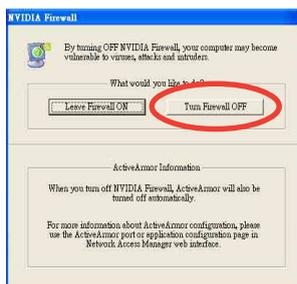 NVIDIA Firewall
By turning OFF NVIDIA Firewall, your computer may become
vulnerable to viruses, attacks and intruders.
What would you like to do?
Leave Firewall ON
Turn Firewall OFF
ActiveArmor Information
When you turn off NVIDIA Firewall, ActiveArmor will also be
turned off automatically.
For more information about ActiveArmor configuration, please
use the ActiveArmor port or application configuration page in
Network Access Manager web interface.